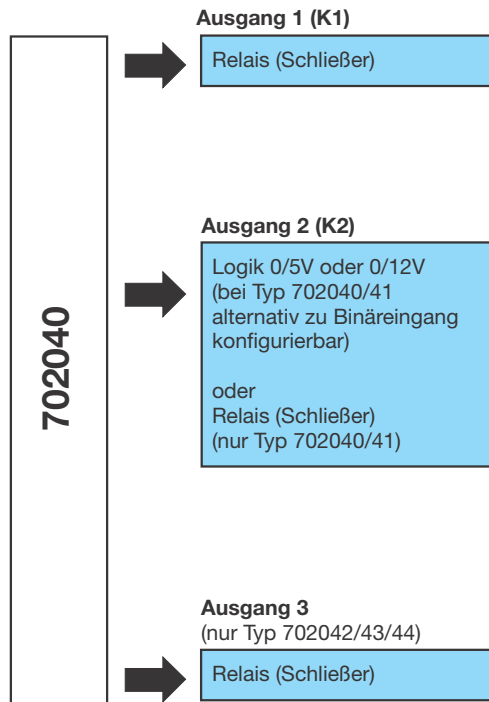 Ausgang 1 (K1)
Relais (Schließer)
702040
Ausgang 2 (K2)
Logik 0/5V oder 0/12V
(bei Typ 702040/41
alternativ zu Binäreingang
konfigurierbar)
oder
Relais (Schließer)
(nur Typ 702040/41)
Ausgang 3
(nur Typ 702042/43/44)
Relais (Schließer)